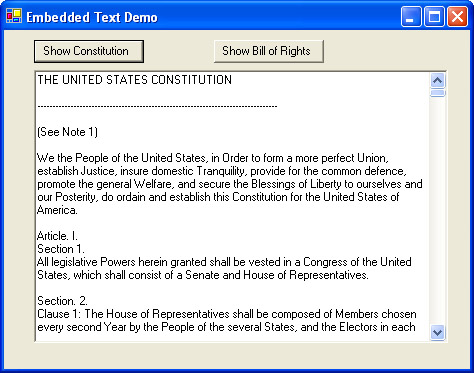 Embedded Text Demo
Show Constitution
Show Bill of Rights
THE UNITED STATES CONSTITUTION
--------------------------------------------------------------------------------
(See Note 1)
We the People of the United States, in Order to form a more perfect Union,
establish Justice, insure domestic Tranquility, provide for the common defence,
promote the general Welfare, and secure the Blessings of Liberty to ourselves and
our Posterity, do ordain and establish this Constitution for the United States of
America.
Article. I.
Section 1.
All legislative Powers herein granted shall be vested in a Congress of the United
States, which shall consist of a Senate and House of Representatives.
Section. 2.
Clause 1: The House of Representatives shall be composed of Members chosen
every second Year by the People of the several States, and the Electors in each